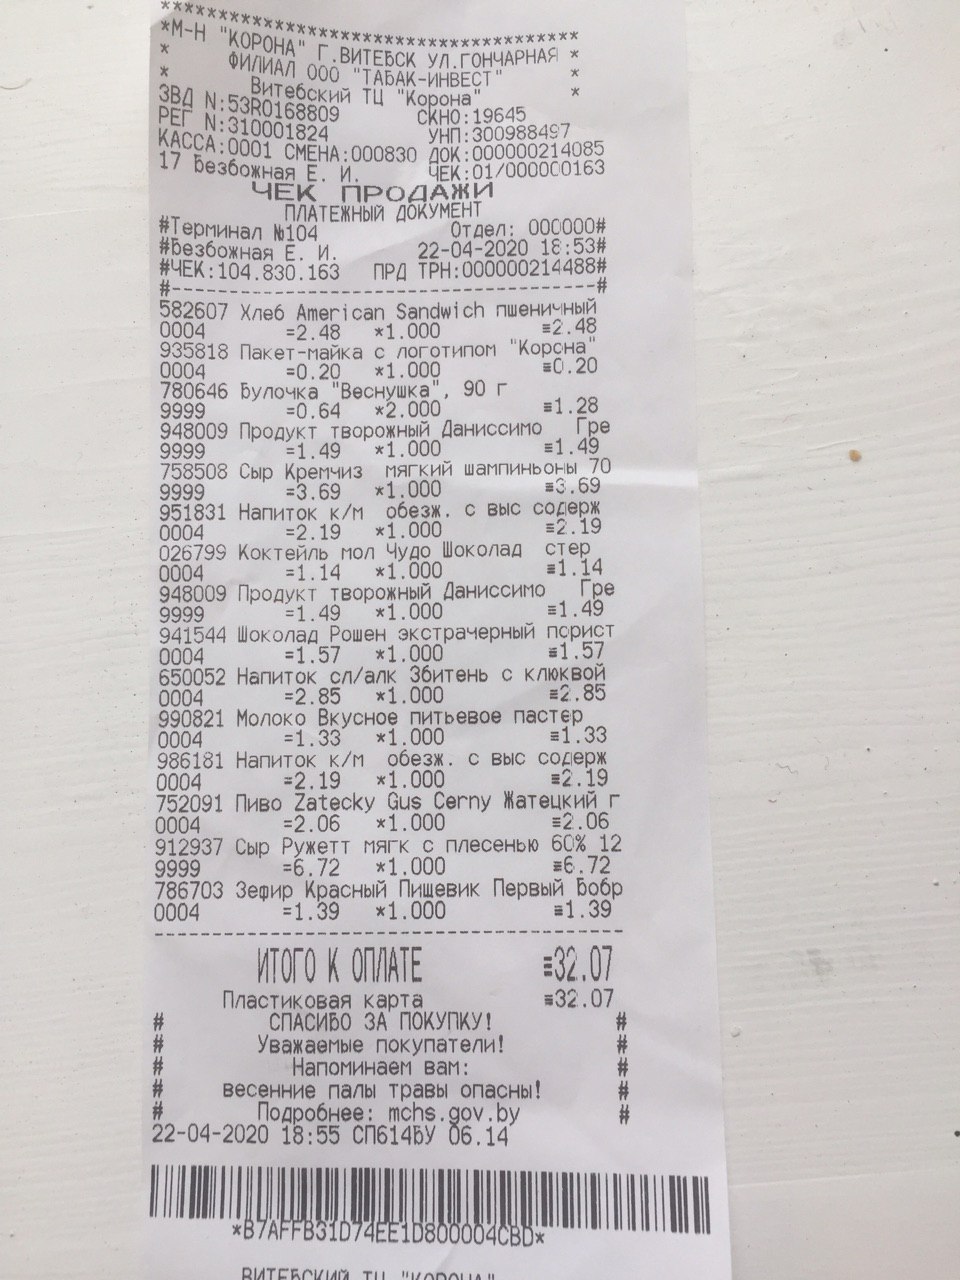 ****************************************
*М-Н "КОРОНА" Г.ВИТЕБСК УЛ.ГОНЧАРНАЯ *
* ФИЛИАЛ ООО "ТАБАК-ИНВЕСТ" *
* Витебский ТЦ "Корона" *
ЗВД N:53R0168809 СКНО:19645
РЕГ N:310001824 УНП:300988497
КАССА:0001 СМЕНА:000830 ДОК:000000214085
17 Безбожная Е. И. ЧЕК:01/000000163
ЧЕК ПРОДАЖИ
ПЛАТЕЖНЫЙ ДОКУМЕНТ
#Терминал №104 Отдел: 000000#
#Безбожная Е. И. 22-04-2020 18:53#
#ЧЕК:104.830.163 ПРД ТРН:000000214488#
#--------------------------------------#
582607 Хлеб American Sandwich пшеничный
0004 =2.48 *1.000 ≡2.48
935818 Пакет-майка с логотипом "Корона"
0004 =0.20 *1.000 ≡0.20
780646 Булочка "Веснушка", 90 г
9999 =0.64 *2.000 ≡1.28
948009 Продукт творожный Даниссимо Гре
9999 =1.49 *1.000 ≡1.49
758508 Сыр Кремчиз мягкий шампиньоны 70
9999 =3.69 *1.000 ≡3.69
951831 Напиток к/м обезж. с выс содерж
0004 =2.19 *1.000 ≡2.19
026799 Коктейль мол Чудо Шоколад стер
0004 =1.14 *1.000 ≡1.14
948009 Продукт творожный Даниссимо Гре
9999 =1.49 *1.000 ≡1.49
941544 Шоколад Рошен экстрачерный порист
0004 =1.57 *1.000 ≡1.57
650052 Напиток сл/алк Збитень с клюквой
0004 =2.85 *1.000 ≡2.85
990821 Молоко Вкусное питьевое пастер
0004 =1.33 *1.000 ≡1.33
986181 Напиток к/м обезж. с выс содерж
0004 =2.19 *1.000 ≡2.19
752091 Пиво Zatecky Gus Cerny Жатецкий г
0004 =2.06 *1.000 ≡2.06
912937 Сыр Ружетт мягк с плесенью 60% 12
9999 =6.72 *1.000 ≡6.72
786703 Зефир Красный Пищевик Первый Бобр
0004 =1.39 *1.000 ≡1.39
----------------------------------------
ИТОГО К ОПЛАТЕ ≡32.07
Пластиковая карта ≡32.07
# СПАСИБО ЗА ПОКУПКУ! #
# Уважаемые покупатели! #
# Напоминаем вам: #
# весенние палы травы опасны! #
# Подробнее: mchs.gov.by #
22-04-2020 18:55 СП614БУ 06.14
*B7AFFB31D74EE1D800004CBD*
ВИТЕБСКИЙ ТЦ "КОРОНА"